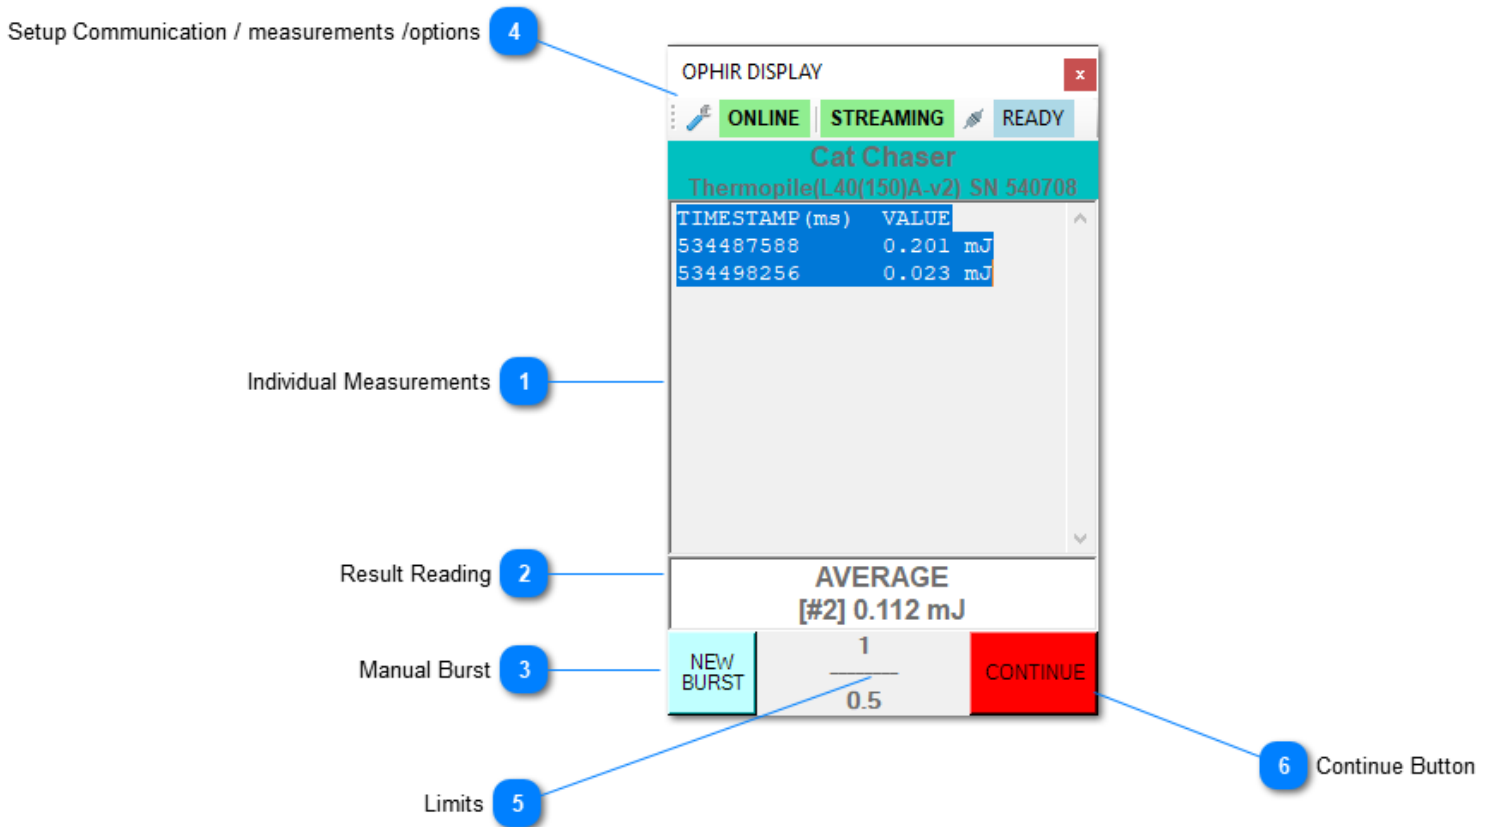 Setup Communication / measurements /options 4
OPHIR DISPLAY x
ONLINE STREAMING READY
Cat Chaser
Thermopile(L40(150)A-v2) SN 540708
TIMESTAMP(ms) VALUE
534487588 0.201 mJ
534498256 0.023 mJ
Individual Measurements 1
Result Reading 2
AVERAGE
[#2] 0.112 mJ
Manual Burst 3
NEW
BURST
1
0.5
CONTINUE
6 Continue Button
Limits 5